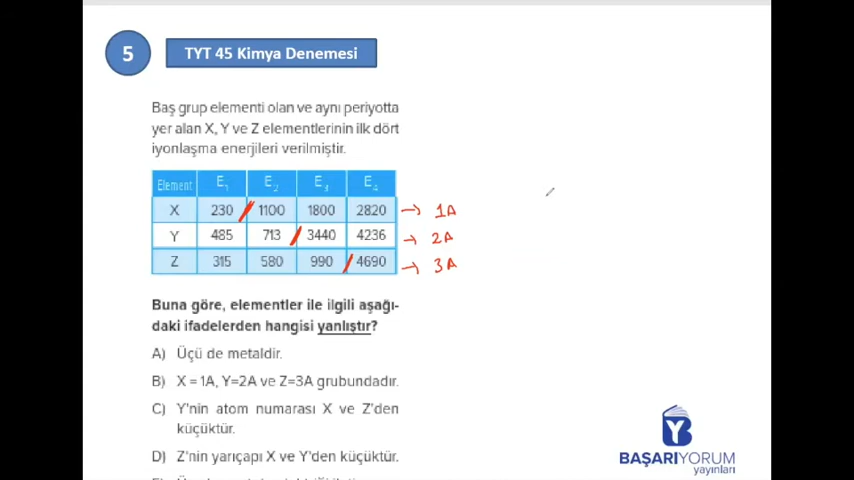 5
TYT 45 Kimya Denemesi
Baş grup elementi olan ve aynı periyotta
yer alan X, Y ve Z elementlerinin ilk dört
iyonlaşma enerjileri verilmiştir.
Element E1 E2 E3 E4
X 230 1100 1800 2820 → 1A
Y 485 713 3440 4236 → 2A
Z 315 580 990 4690 → 3A
Buna göre, elementler ile ilgili aşağı-
daki ifadelerden hangisi yanlıştır?
A) Üçü de metaldir.
B) X = 1A, Y=2A ve Z=3A grubundadır.
C) Y'nin atom numarası X ve Z'den
küçüktür.
D) Z'nin yarıçapı X ve Y'den küçüktür.
BAŞARIYORUM
yayınları